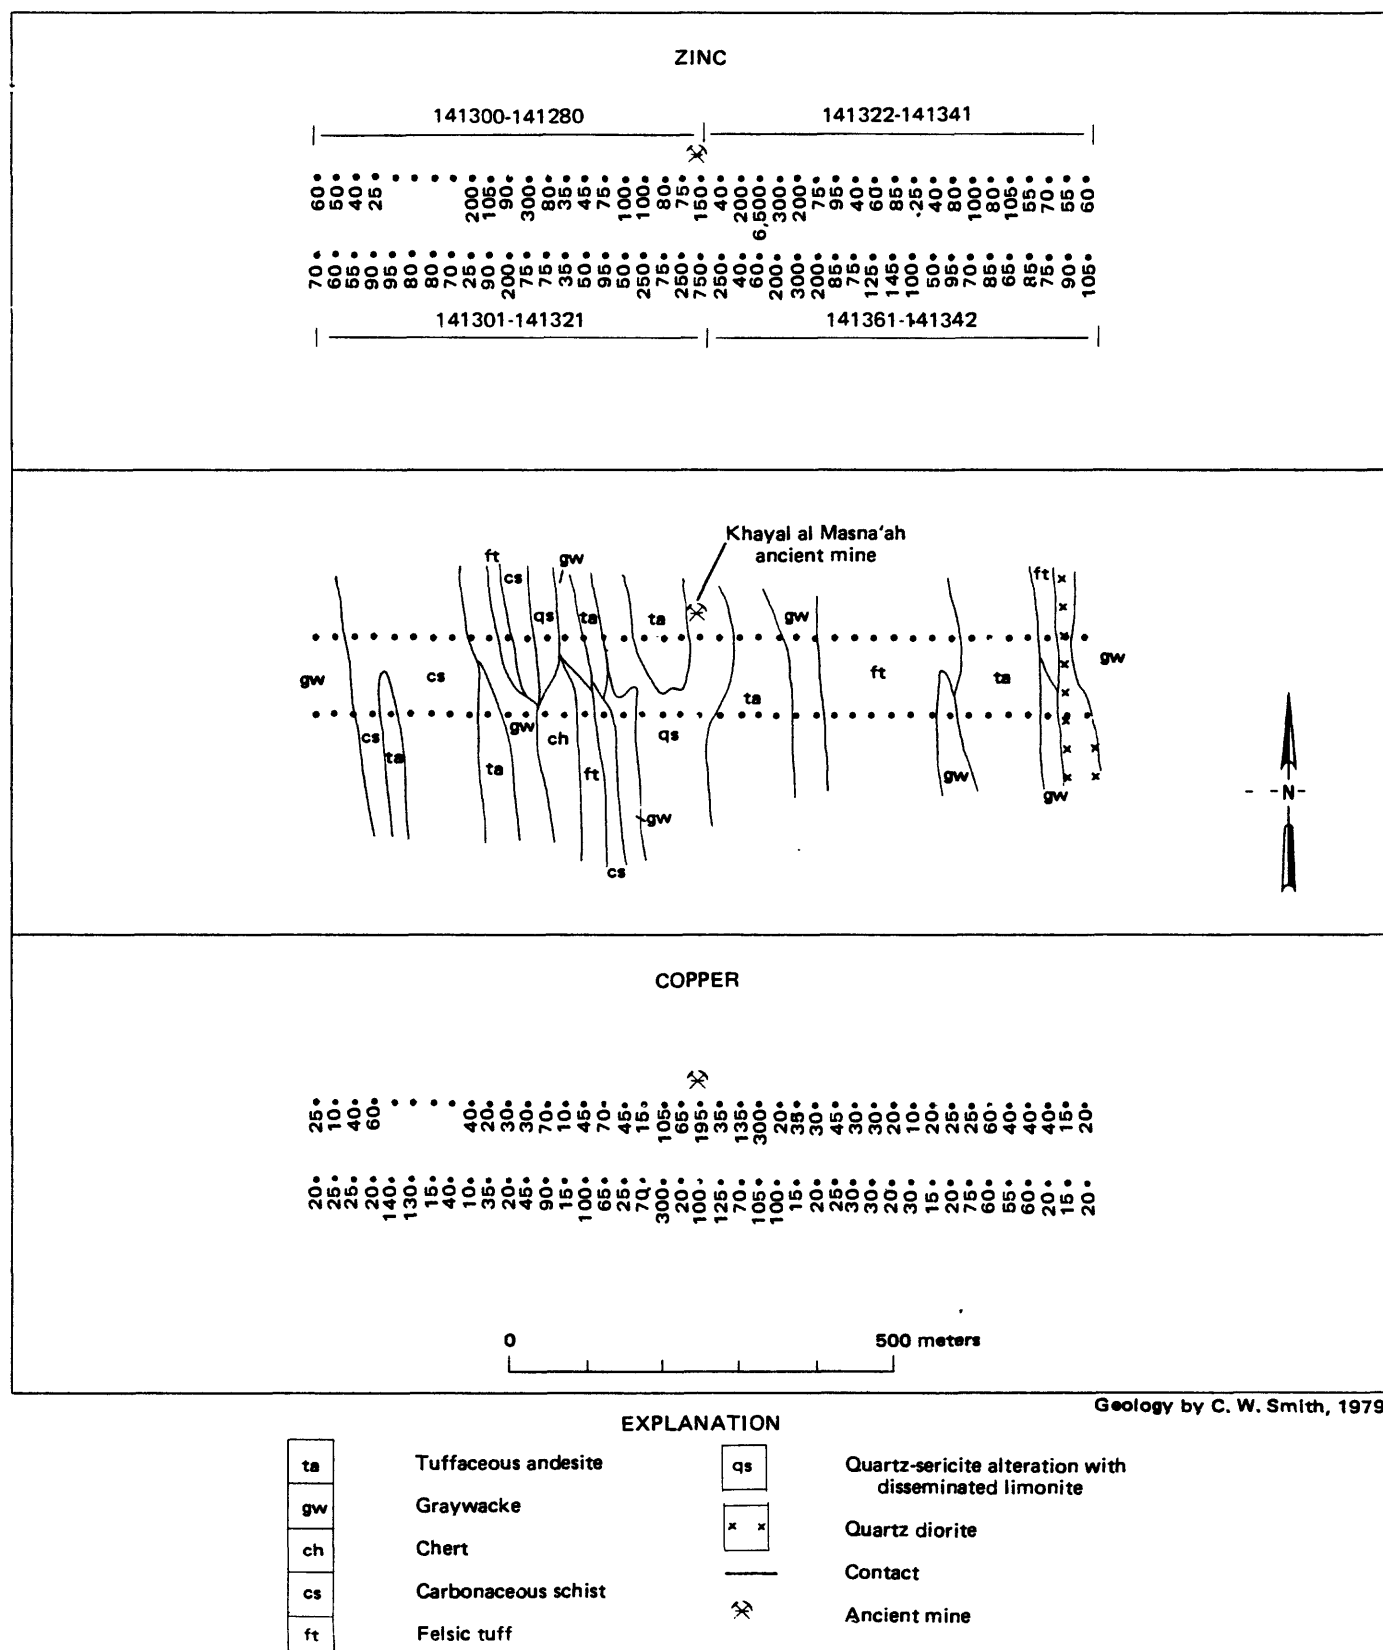 ZINC
141300-141280 141322-141341
60 50 40 25 200 105 90 300 80 35 45 75 100 100 80 75 150 40 200 6,500 300 200 75 95 40 60 85 25 40 80 100 80 105 55 70 55 60
70 60 55 90 95 80 80 70 25 90 200 75 75 35 50 95 50 250 75 250 750 250 40 60 200 300 200 85 75 125 145 100 50 95 70 85 65 85 75 90 105
141301-141321 141361-141342
Khayal al Masna'ah
ancient mine
ft gw
cs ft
qs ta ta gw
gw cs ft ta gw
ta
cs gw ch qs
ta ta ft gw
gw
gw
cs
N
COPPER
25 10 40 60 40 20 30 30 70 10 45 70 45 15 105 65 195 35 135 300 20 35 30 45 30 30 20 10 20 25 25 60 40 40 40 15 20
20 25 25 20 140 130 15 40 10 35 20 45 90 15 100 65 25 70 300 20 100 125 70 105 100 15 20 25 30 30 20 30 15 20 75 60 55 60 20 15 20
0 500 meters
Geology by C. W. Smith, 1979
EXPLANATION
ta Tuffaceous andesite
gw Graywacke
ch Chert
cs Carbonaceous schist
ft Felsic tuff
qs Quartz-sericite alteration with
disseminated limonite
x x Quartz diorite
Contact
Ancient mine